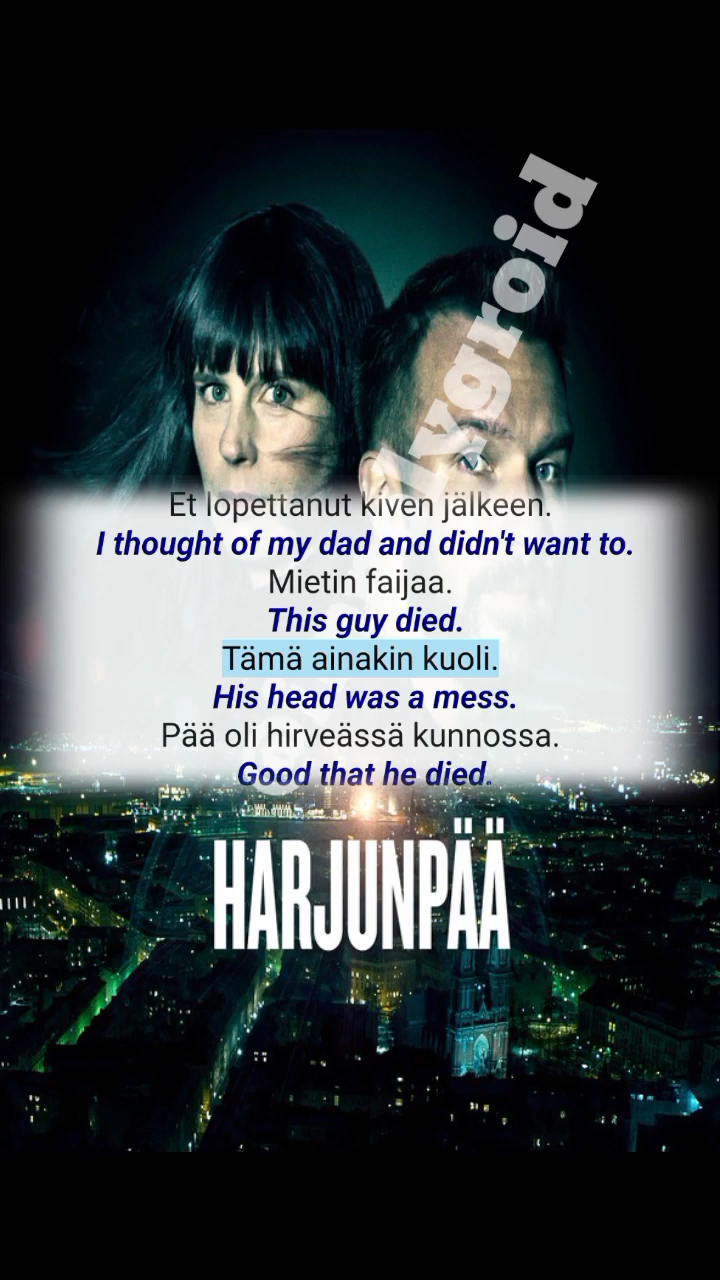 lygroid
Et lopettanut kiven jälkeen.
I thought of my dad and didn't want to.
Mietin faijaa.
This guy died.
Tämä ainakin kuoli.
His head was a mess.
Pää oli hirveässä kunnossa.
Good that he died.
HARJUNPÄÄ